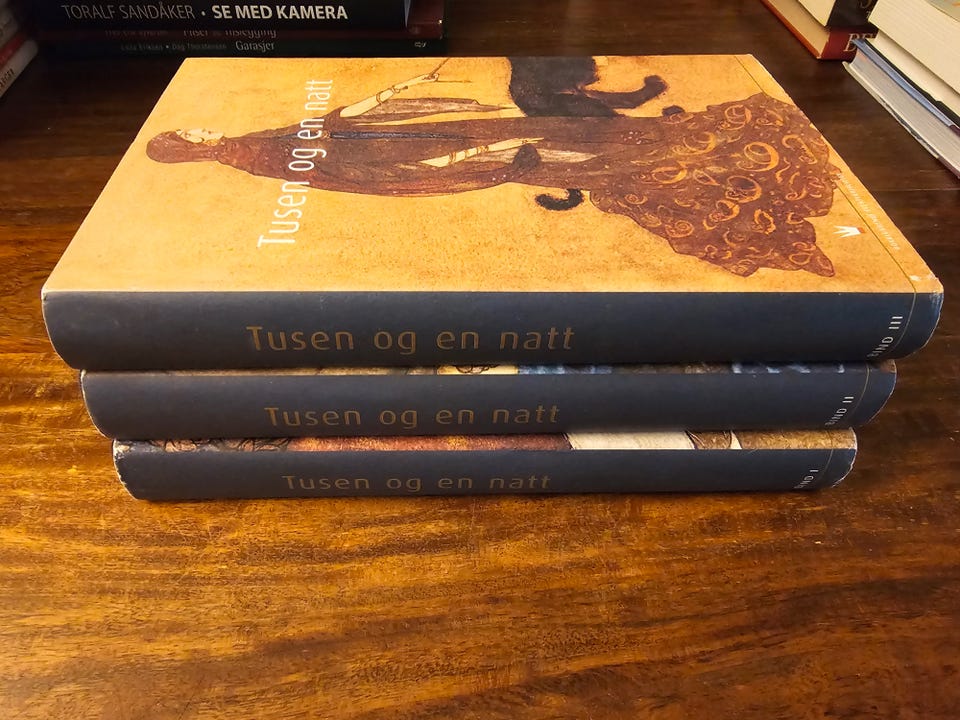 TORALF SANDÅKER • SE MED KAMERA
Garasjer
Tusen og en natt
Tusen og en natt
BIND III
Tusen og en natt
BIND II
Tusen og en natt
BIND I